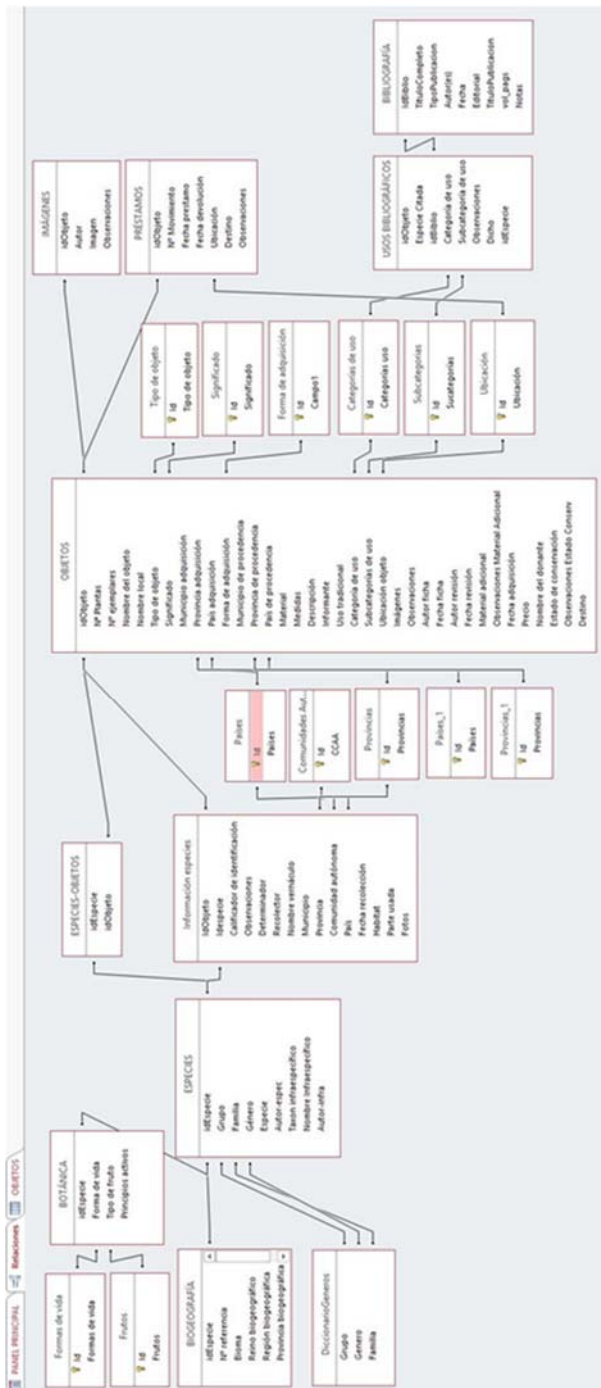 PANEL PRINCIPAL
Relaciones
OBJETOS
Formas de vida
Id
Formas de vida
Frutos
Id
Frutos
BOTÁNICA
idEspecie
Forma de vida
Tipo de fruto
Principios activos
BIOGEOGRAFÍA
idEspecie
Nº referencia
Bioma
Reino biogeográfico
Región biogeográfica
Provincia biogeográfica
DiccionarioGeneros
Grupo
Genero
Familia
ESPECIES
idEspecie
Grupo
Familia
Género
Especie
Autor-espec
Taxon infraespecífico
Nombre infraespecífico
Autor-infra
ESPECIES-OBJETOS
idEspecie
idObjeto
Información especies
IdObjeto
Idespecie
Calificador de identificación
Observaciones
Determinador
Recolector
Nombre vernáculo
Municipio
Provincia
Comunidad autónoma
País
Fecha recolección
Habitat
Parte usada
Fotos
Países
Id
Países
Comunidades Aut...
Id
CCAA
Provincias
Id
Provincias
Países_1
Id
Países
Provincias_1
Id
Provincias
OBJETOS
idObjeto
Nº Plantas
Nº ejemplares
Nombre del objeto
Nombre local
Tipo de objeto
Significado
Municipio adquisición
Provincia adquisición
País adquisición
Forma de adquisición
Municipio de procedencia
Provincia de procedencia
País de procedencia
Material
Medidas
Descripción
Informante
Uso tradicional
Categoría de uso
Subcategorías de uso
Ubicación objeto
Imágenes
Observaciones
Autor ficha
Fecha ficha
Autor revisión
Fecha revisión
Material adicional
Observaciones Material Adicional
Fecha adquisición
Precio
Nombre del donante
Estado de conservación
Observaciones Estado Conserv
Destino
Tipo de objeto
Id
Tipo de objeto
Significado
Id
Significado
Forma de adquisición
Id
Campo1
Categorías de uso
Id
Categorías uso
Subcategorías
Id
Sucategorías
Ubicación
Id
Ubicación
IMÁGENES
idObjeto
Autor
Imagen
Observaciones
PRÉSTAMOS
idObjeto
Nº Movimiento
Fecha prestamo
Fecha devolución
Ubicación
Destino
Observaciones
USOS BIBLIOGRÁFICOS
idObjeto
Especie Citada
idBiblio
Categoría de uso
Subcategoría de uso
Observaciones
Dicho
idEspecie
BIBLIOGRAFÍA
IdBiblio
TituloCompleto
TipoPublicacion
Autor(es)
Fecha
Editorial
TituloPublicacion
vol_pags
Notas